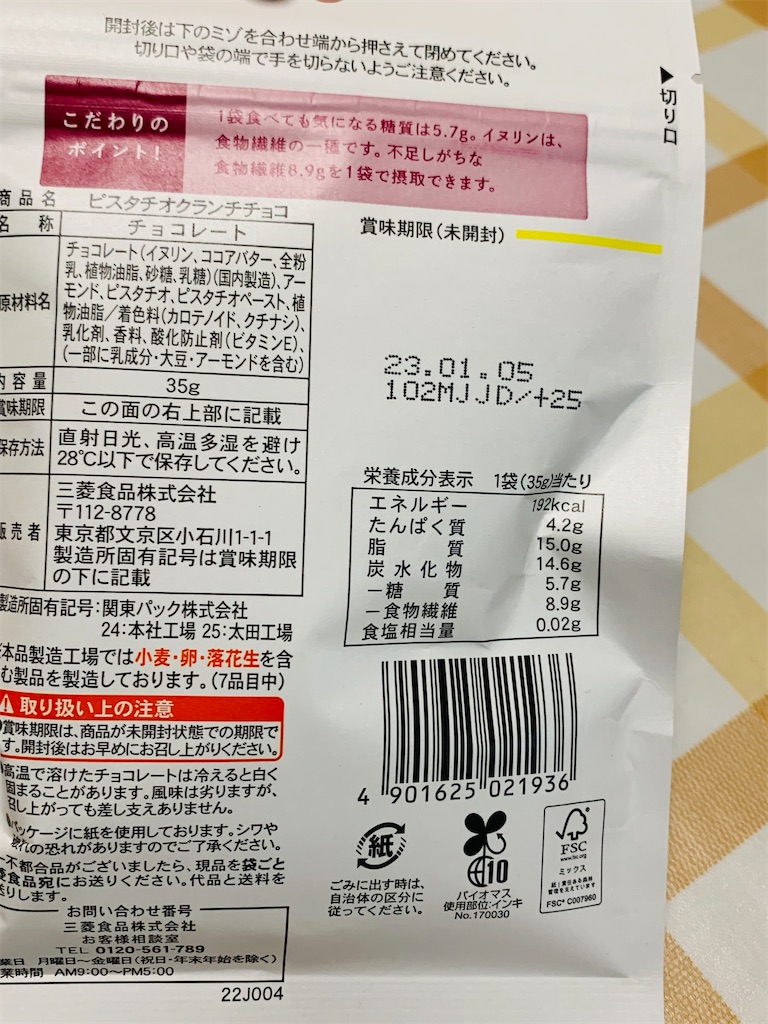 開封後は下のミゾを合わせ端から押さえて閉めてください。
切り口や袋の端で手を切らないようご注意ください。
▶切り口
こだわりの
ポイント!
1袋食べても気になる糖質は5.7g。イヌリンは、
食物繊維の一種です。不足しがちな
食物繊維8.9gを1袋で摂取できます。
商品名 ピスタチオクランチチョコ
名 称 チョコレート
原材料名
チョコレート(イヌリン、ココアバター、全粉
乳、植物油脂、砂糖、乳糖)(国内製造)、アー
モンド、ピスタチオ、ピスタチオペースト、植
物油脂/着色料(カロテノイド、クチナシ)、
乳化剤、香料、酸化防止剤(ビタミンE)、
(一部に乳成分・大豆・アーモンドを含む)
内容量 35g
賞味期限 この面の右上部に記載
保存方法
直射日光、高温多湿を避け
28℃以下で保存してください。
販売者
三菱食品株式会社
〒112-8778
東京都文京区小石川1-1-1
製造所固有記号は賞味期限
の下に記載
製造所固有記号:関東パック株式会社
24:本社工場 25:太田工場
本品製造工場では小麦・卵・落花生を含
む製品を製造しております。(7品目中)
取り扱い上の注意
賞味期限は、商品が未開封状態での期限で
す。開封後はお早めにお召し上がりください。
高温で溶けたチョコレートは冷えると白く
固まることがあります。風味は劣りますが、
召し上がっても差し支えありません。
パッケージに紙を使用しております。シワや
れの恐れがありますのでご了承ください。
不都合品がございましたら、現品を袋ごと
菱食品宛にお送りください。代品と送料を
送りします。
お問い合わせ番号
三菱食品株式会社
お客様相談室
TEL 0120-561-789
業日 月曜日〜金曜日(祝日・年末年始を除く)
業時間 AM9:00〜PM5:00
22J004
賞味期限(未開封)
23.01.05
102MJJD/+25
栄養成分表示 1袋(35g)当たり
エネルギー 192kcal
たんぱく質 4.2g
脂 質 15.0g
炭水化物 14.6g
－糖 質 5.7g
－食物繊維 8.9g
食塩相当量 0.02g
4 901625 021936
紙
ごみに出す時は、
自治体の区分に
従ってください。
10
バイオマス
使用部位:インキ
No.170030
FSC
www.fsc.org
ミックス
紙|責任ある森林
管理を支えています
FSC® C007960